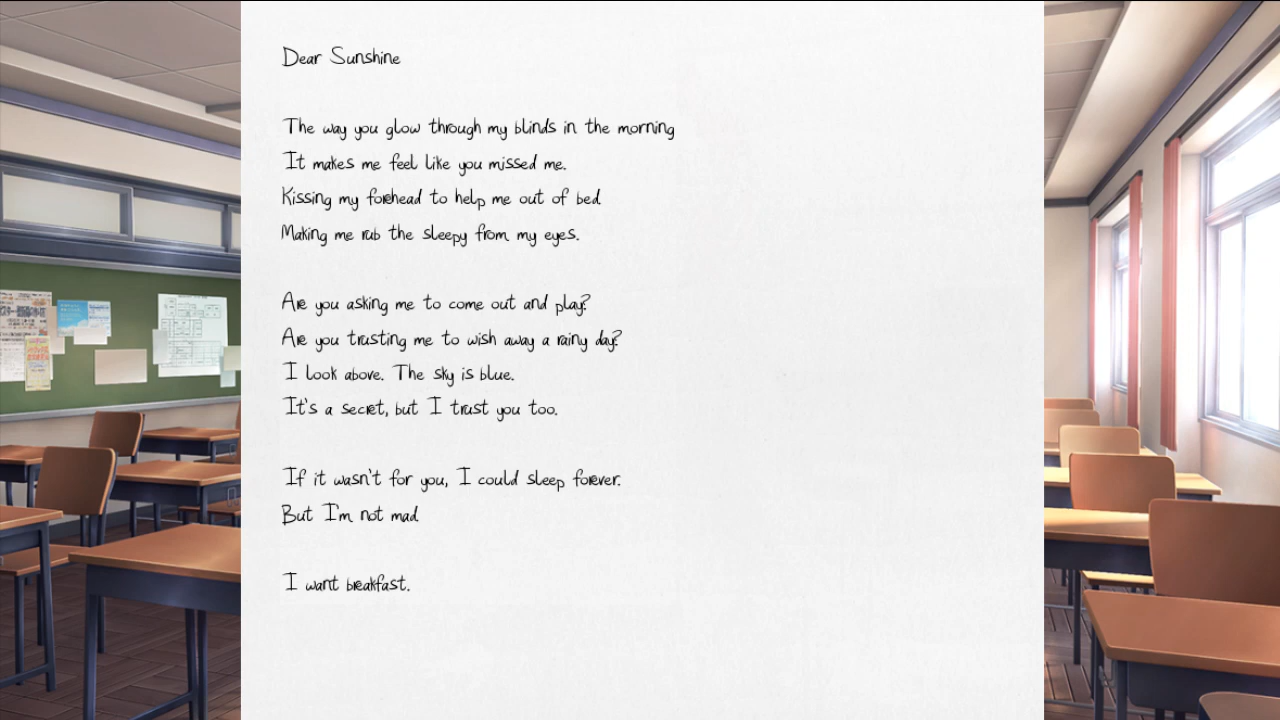 Dear Sunshine
The way you glow through my blinds in the morning
It makes me feel like you missed me.
Kissing my forehead to help me out of bed
Making me rub the sleepy from my eyes.
Are you asking me to come out and play?
Are you trusting me to wish away a rainy day?
I look above. The sky is blue.
It's a secret, but I trust you too.
If it wasn't for you, I could sleep forever.
But I'm not mad
I want breakfast.